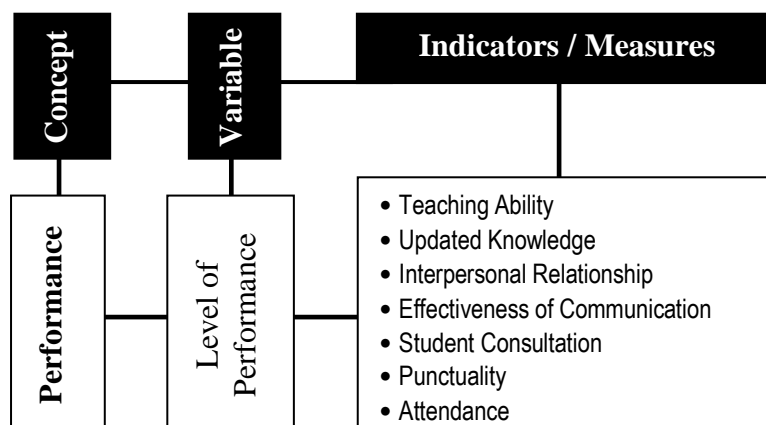 Concept
Variable
Indicators / Measures
Performance
Level of
Performance
• Teaching Ability
• Updated Knowledge
• Interpersonal Relationship
• Effectiveness of Communication
• Student Consultation
• Punctuality
• Attendance